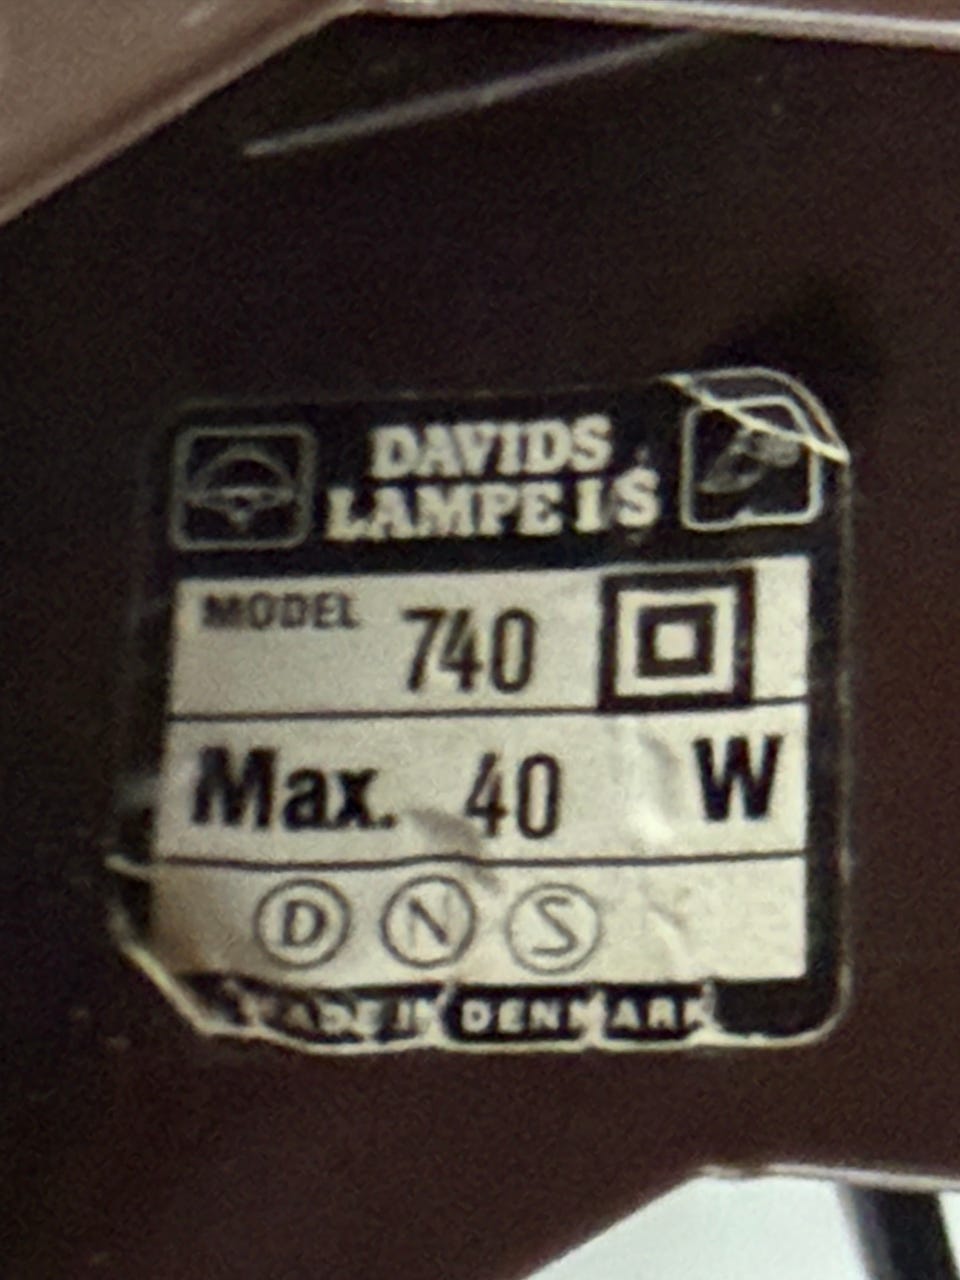 DAVIDS
LAMPE I/S
MODEL 740
Max. 40 W
D N S
MADE IN DENMARK